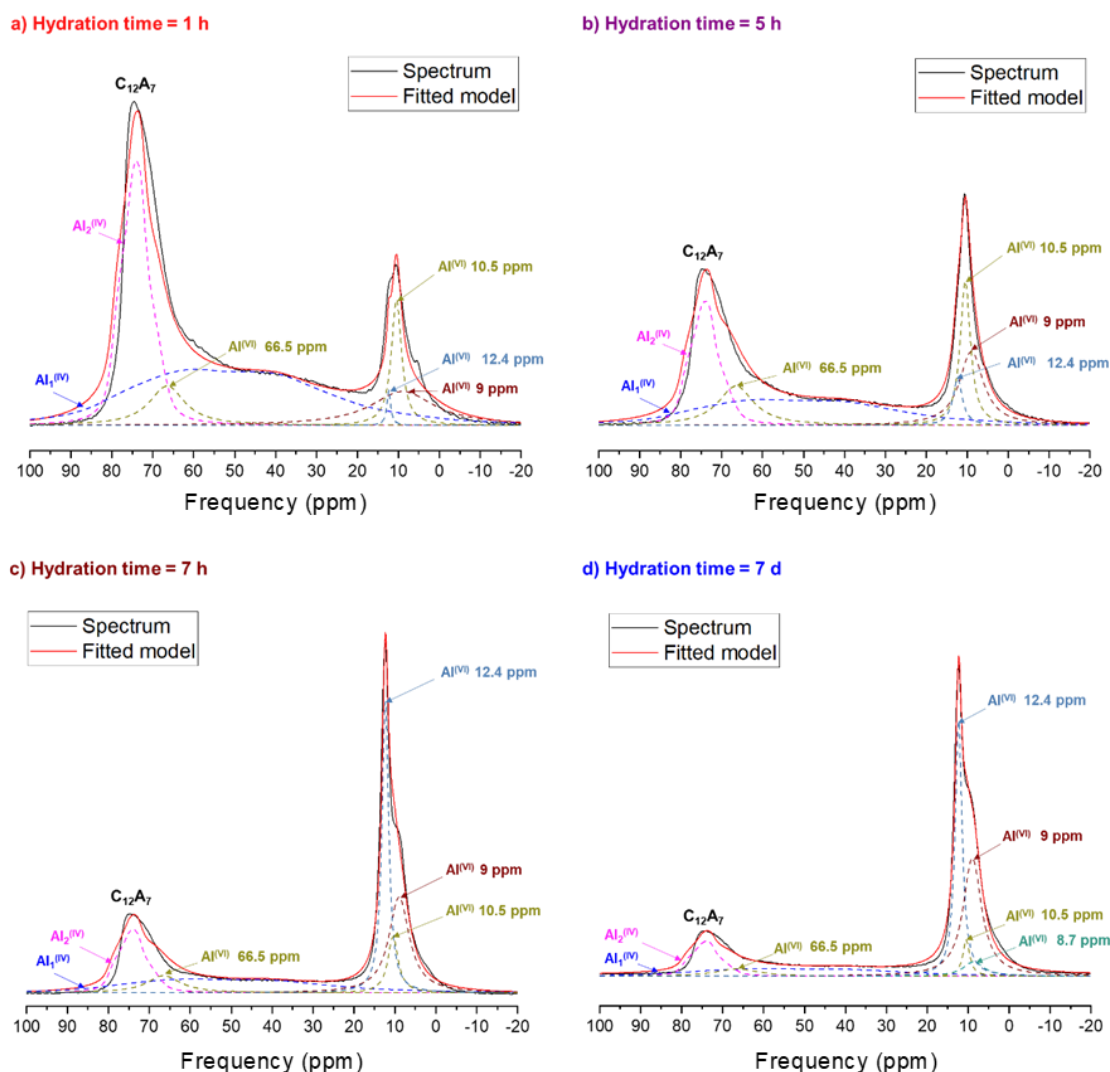 a) Hydration time = 1 h
C₁₂A₇
Spectrum
Fitted model
Al₂⁽ᴵⱽ⁾
Al⁽ⱽᴵ⁾ 10.5 ppm
Al⁽ⱽᴵ⁾ 66.5 ppm
Al⁽ⱽᴵ⁾ 12.4 ppm
Al₁⁽ᴵⱽ⁾
Al⁽ⱽᴵ⁾ 9 ppm
100 90 80 70 60 50 40 30 20 10 0 -10 -20
Frequency (ppm)
b) Hydration time = 5 h
Spectrum
Fitted model
C₁₂A₇
Al⁽ⱽᴵ⁾ 10.5 ppm
Al₂⁽ᴵⱽ⁾
Al⁽ⱽᴵ⁾ 9 ppm
Al⁽ⱽᴵ⁾ 66.5 ppm
Al⁽ⱽᴵ⁾ 12.4 ppm
Al₁⁽ᴵⱽ⁾
100 90 80 70 60 50 40 30 20 10 0 -10 -20
Frequency (ppm)
c) Hydration time = 7 h
Spectrum
Fitted model
Al⁽ⱽᴵ⁾ 12.4 ppm
Al⁽ⱽᴵ⁾ 9 ppm
C₁₂A₇
Al⁽ⱽᴵ⁾ 10.5 ppm
Al₂⁽ᴵⱽ⁾
Al₁⁽ᴵⱽ⁾
Al⁽ⱽᴵ⁾ 66.5 ppm
100 90 80 70 60 50 40 30 20 10 0 -10 -20
Frequency (ppm)
d) Hydration time = 7 d
Spectrum
Fitted model
Al⁽ⱽᴵ⁾ 12.4 ppm
Al⁽ⱽᴵ⁾ 9 ppm
C₁₂A₇
Al⁽ⱽᴵ⁾ 10.5 ppm
Al₂⁽ᴵⱽ⁾
Al⁽ⱽᴵ⁾ 66.5 ppm
Al⁽ⱽᴵ⁾ 8.7 ppm
Al₁⁽ᴵⱽ⁾
100 90 80 70 60 50 40 30 20 10 0 -10 -20
Frequency (ppm)